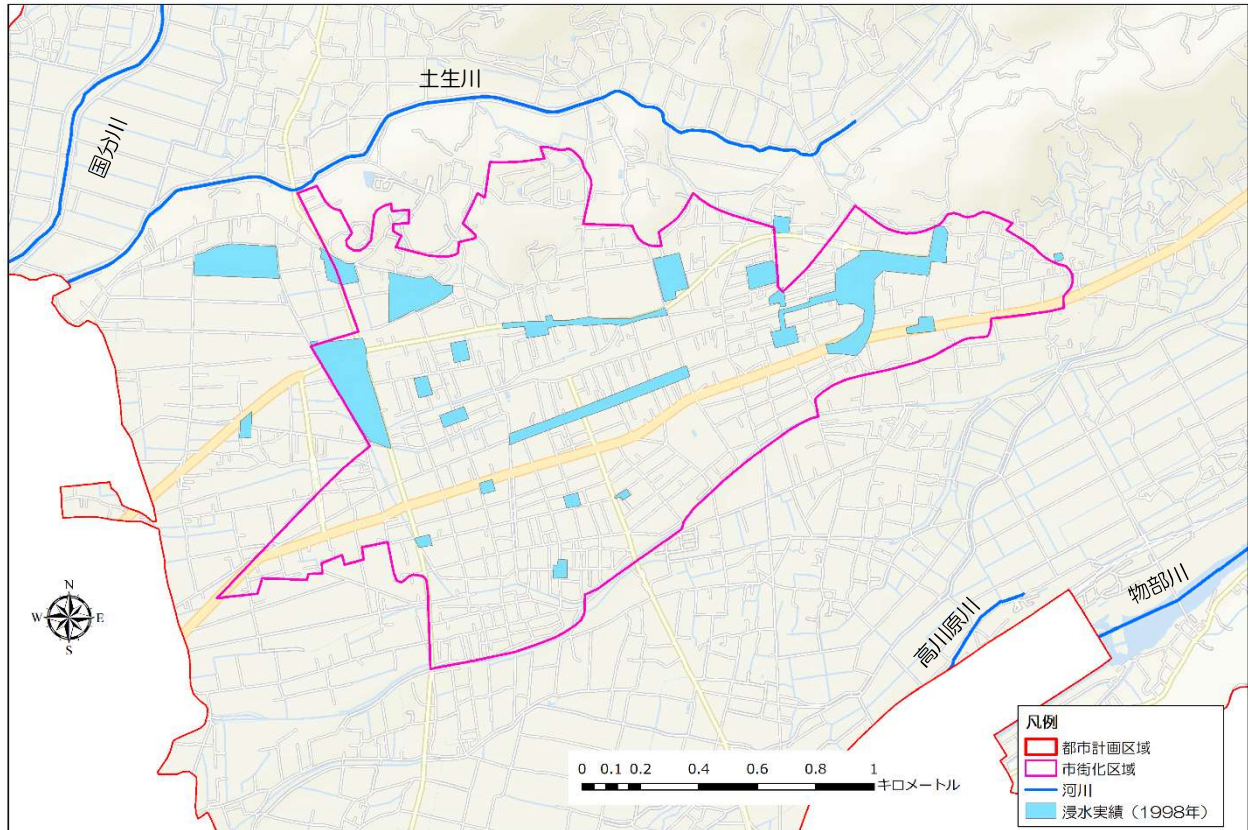 土生川
国分川
N
W
E
S
高川原川
物部川
凡例
都市計画区域
市街化区域
河川
浸水実績（1998年）
0 0.1 0.2 0.4 0.6 0.8 1
キロメートル